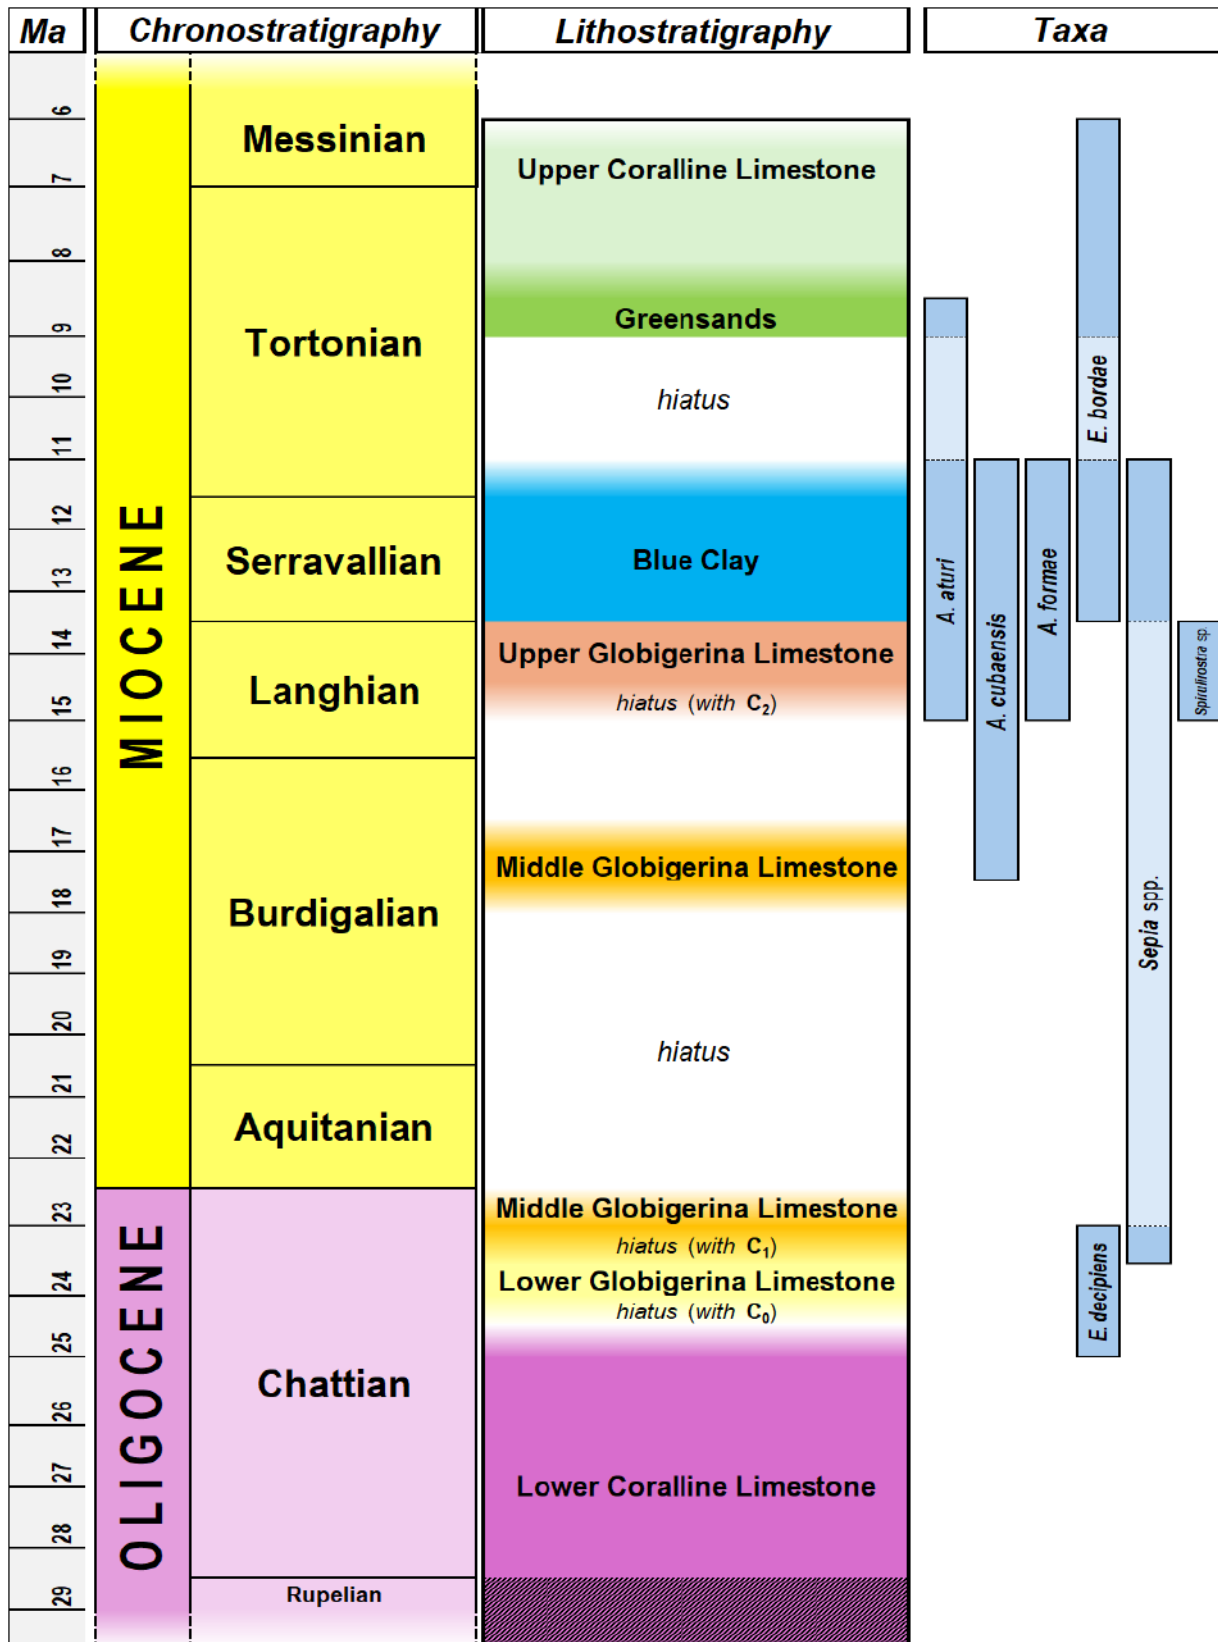 Ma
Chronostratigraphy
Lithostratigraphy
Taxa
6
7
8
9
10
11
12
13
14
15
16
17
18
19
20
21
22
23
24
25
26
27
28
29
MIOCENE
OLIGOCENE
Messinian
Tortonian
Serravallian
Langhian
Burdigalian
Aquitanian
Chattian
Rupelian
Upper Coralline Limestone
Greensands
hiatus
Blue Clay
Upper Globigerina Limestone
hiatus (with C₂)
Middle Globigerina Limestone
hiatus
Middle Globigerina Limestone
hiatus (with C₁)
Lower Globigerina Limestone
hiatus (with C₀)
Lower Coralline Limestone
A. aturi
A. cubaensis
A. formae
E. bordae
E. decipiens
Sepia spp.
Spirulirostra sp.